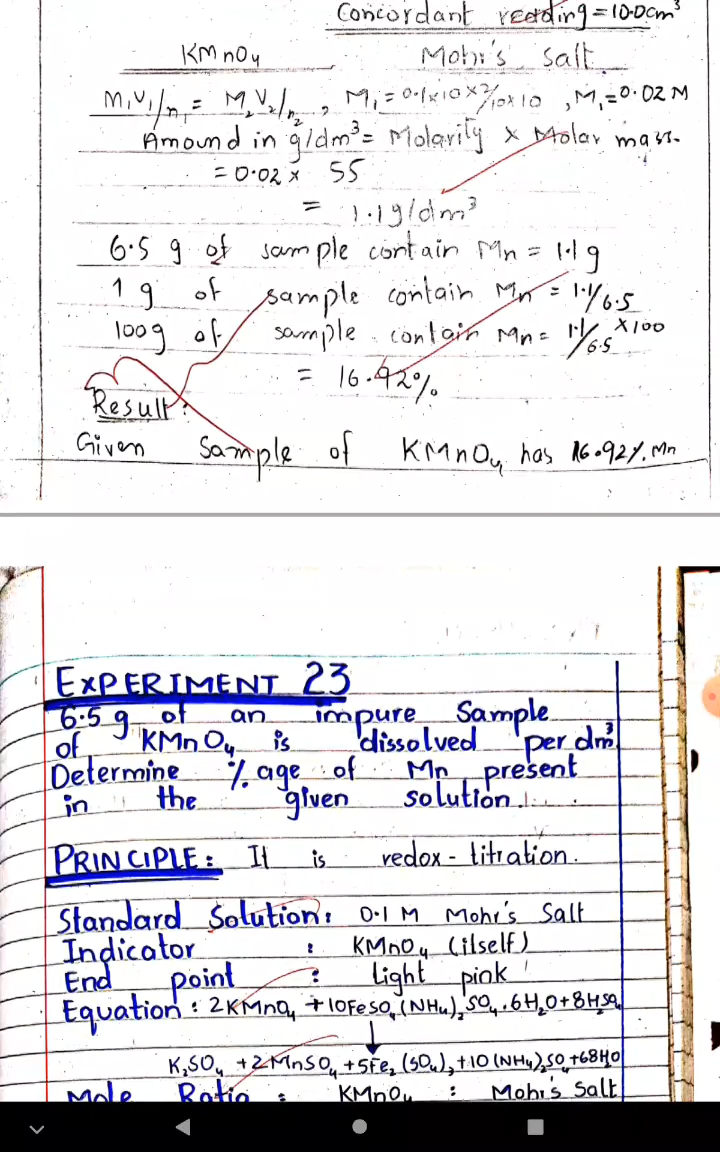 Concordant reading = 10.0cm³
KMnO₄ Mohr's Salt
M₁V₁/n₁ = M₂V₂/n₂ , M₁ = 0.1x10x2/10x10 , M₁=0.02 M
Amound in g/dm³ = Molarity x Molar mass.
= 0.02 x 55
= 1.1g/dm³
6.5 g of sample contain Mn = 1.1 g
1 g of sample contain Mn = 1.1/6.5
100g of sample contain Mn = 1.1/6.5 x100
= 16.92%
Result:
Given Sample of KMnO₄ has 16.92% Mn
EXPERIMENT 23
6.5 g of an impure Sample
of KMnO₄ is dissolved per dm³
Determine % age of Mn present
in the given solution.
PRINCIPLE: It is redox-titration.
Standard Solution: 0.1 M Mohr's Salt
Indicator : KMnO₄ (itself)
End point : light pink
Equation: 2KMnO₄ + 10FeSO₄(NH₄)₂SO₄.6H₂O+8H₂SO₄
↓
K₂SO₄ +2MnSO₄+5Fe₂(SO₄)₃+10(NH₄)₂SO₄+68H₂O
Mole Ratio : KMnO₄ : Mohr's Salt